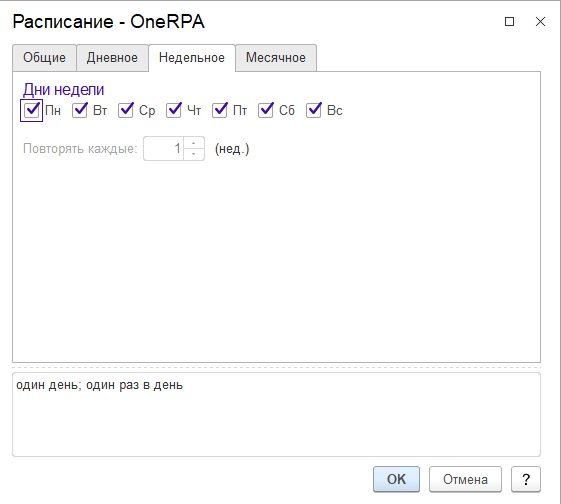 Расписание - OneRPA
Общие Дневное Недельное Месячное
Дни недели
Пн Вт Ср Чт Пт Сб Вс
Повторять каждые: 1 (нед.)
один день; один раз в день
OK Отмена ?